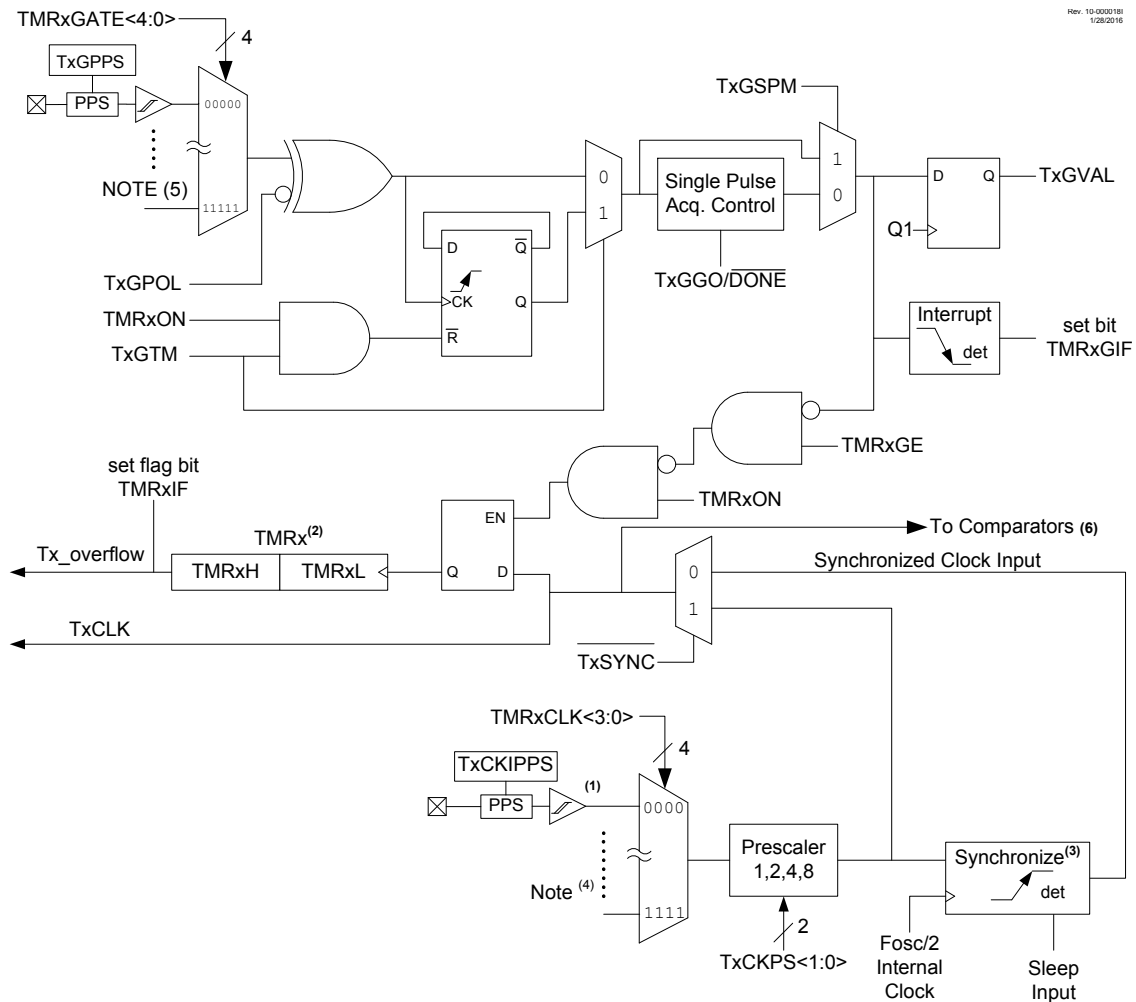 Rev. 10-000018I
1/28/2016
TMRxGATE<4:0>
4
TxGPPS
PPS
00000
NOTE (5)
11111
TxGPOL
TMRxON
TxGTM
D
Q
CK
Q
R
0
1
TxGSPM
Single Pulse
Acq. Control
TxGGO/DONE
1
0
D
Q
Q1
TxGVAL
Interrupt
det
set bit
TMRxGIF
TMRxGE
TMRxON
set flag bit
TMRxIF
Tx_overflow
TMRx(2)
TMRxH
TMRxL
EN
Q
D
To Comparators (6)
Synchronized Clock Input
0
1
TxCLK
TxSYNC
TMRxCLK<3:0>
4
TxCKIPPS
PPS
(1)
0000
Note (4)
1111
Prescaler
1,2,4,8
2
TxCKPS<1:0>
Synchronize(3)
det
Fosc/2
Internal
Clock
Sleep
Input